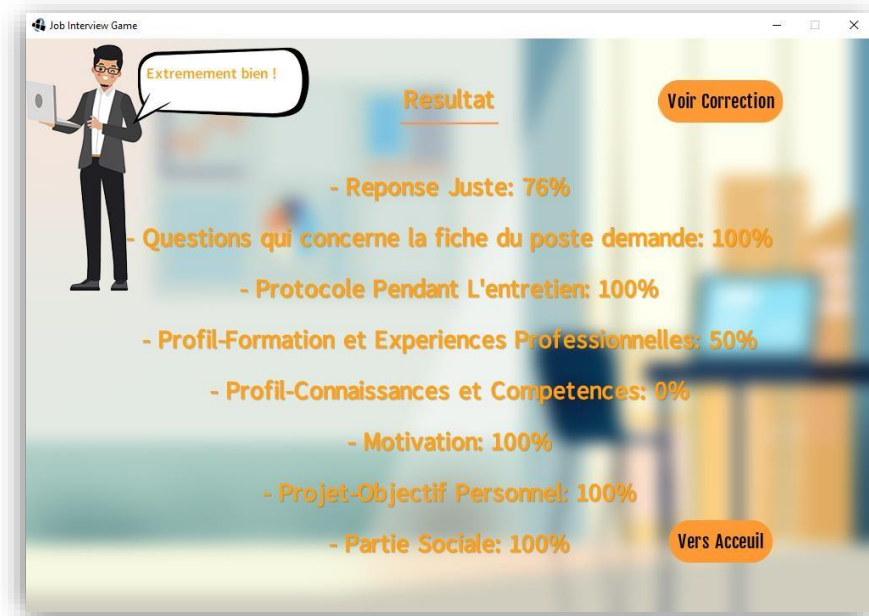 Job Interview Game
Extremement bien !
Resultat
Voir Correction
- Reponse Juste: 76%
- Questions qui concerne la fiche du poste demande: 100%
- Protocole Pendant L'entretien: 100%
- Profil-Formation et Experiences Professionnelles: 50%
- Profil-Connaissances et Competences: 0%
- Motivation: 100%
- Projet-Objectif Personnel: 100%
- Partie Sociale: 100%
Vers Acceuil